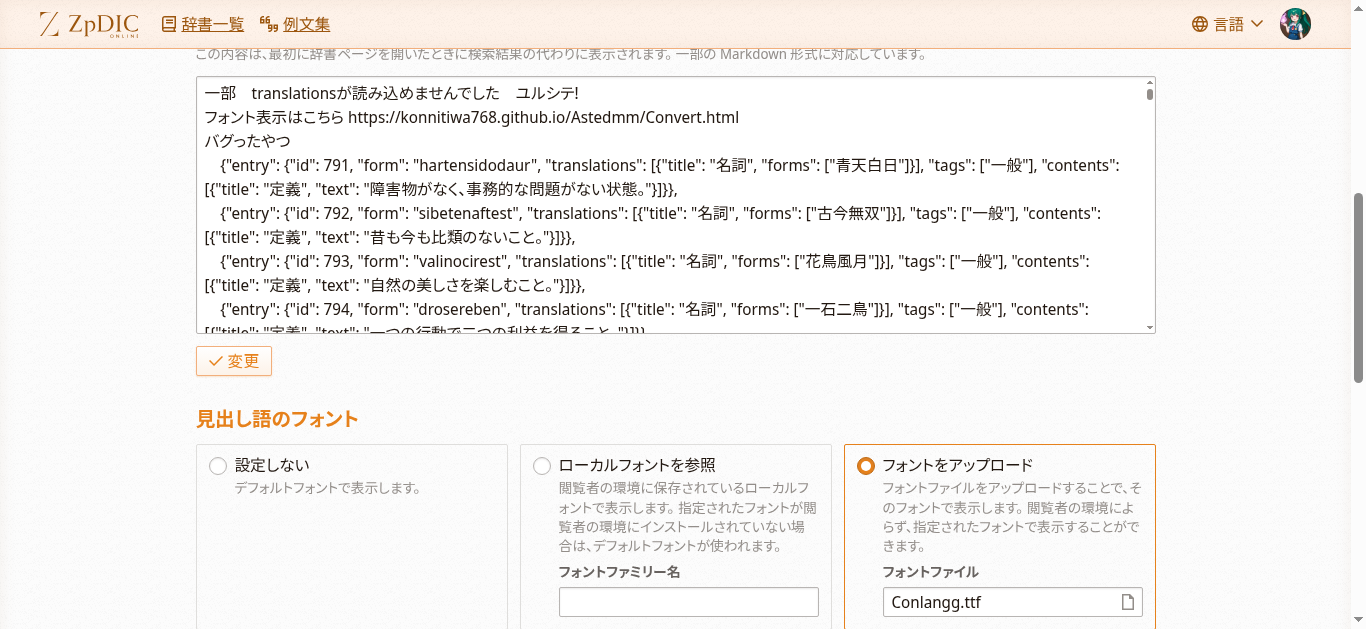 ZpDIC ONLINE 辞書一覧 例文集 言語
この内容は、最初に辞書ページを開いたときに検索結果の代わりに表示されます。一部の Markdown 形式に対応しています。
一部　translationsが読み込めませんでした　ユルシテ!
フォント表示はこちら https://konnitiwa768.github.io/Astedmm/Convert.html
バグったやつ
{"entry": {"id": 791, "form": "hartensidodaur", "translations": [{"title": "名詞", "forms": ["青天白日"]}], "tags": ["一般"], "contents":
[{"title": "定義", "text": "障害物がなく、事務的な問題がない状態。"}]}},
{"entry": {"id": 792, "form": "sibetenaftest", "translations": [{"title": "名詞", "forms": ["古今無双"]}], "tags": ["一般"], "contents":
[{"title": "定義", "text": "昔も今も比類のないこと。"}]}},
{"entry": {"id": 793, "form": "valinocirest", "translations": [{"title": "名詞", "forms": ["花鳥風月"]}], "tags": ["一般"], "contents":
[{"title": "定義", "text": "自然の美しさを楽しむこと。"}]}},
{"entry": {"id": 794, "form": "drosereben", "translations": [{"title": "名詞", "forms": ["一石二鳥"]}], "tags": ["一般"], "contents":
[{"title": "定義", "text": "一つの行動で二つの利益を得ること。"}]}},
変更
見出し語のフォント
設定しない
デフォルトフォントで表示します。
ローカルフォントを参照
閲覧者の環境に保存されているローカルフ
ォントで表示します。指定されたフォントが閲
覧者の環境にインストールされていない場
合は、デフォルトフォントが使われます。
フォントファミリー名
フォントをアップロード
フォントファイルをアップロードすることで、そ
のフォントで表示します。閲覧者の環境によ
らず、指定されたフォントで表示することがで
きます。
フォントファイル
Conlangg.ttf